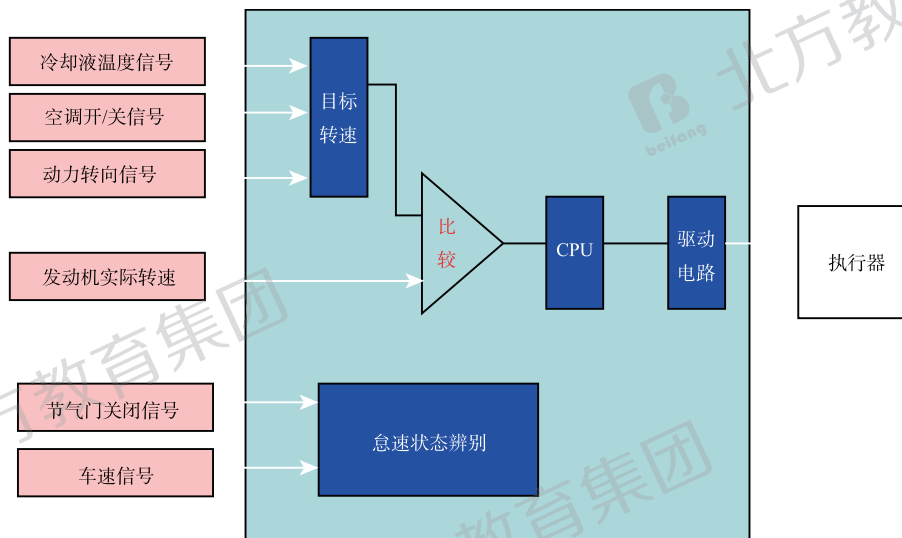 冷却液温度信号
空调开/关信号
动力转向信号
发动机实际转速
节气门关闭信号
车速信号
目标
转速
比
较
CPU
驱动
电路
执行器
怠速状态辨别
beifang
北方教
方教育集团
教育集团